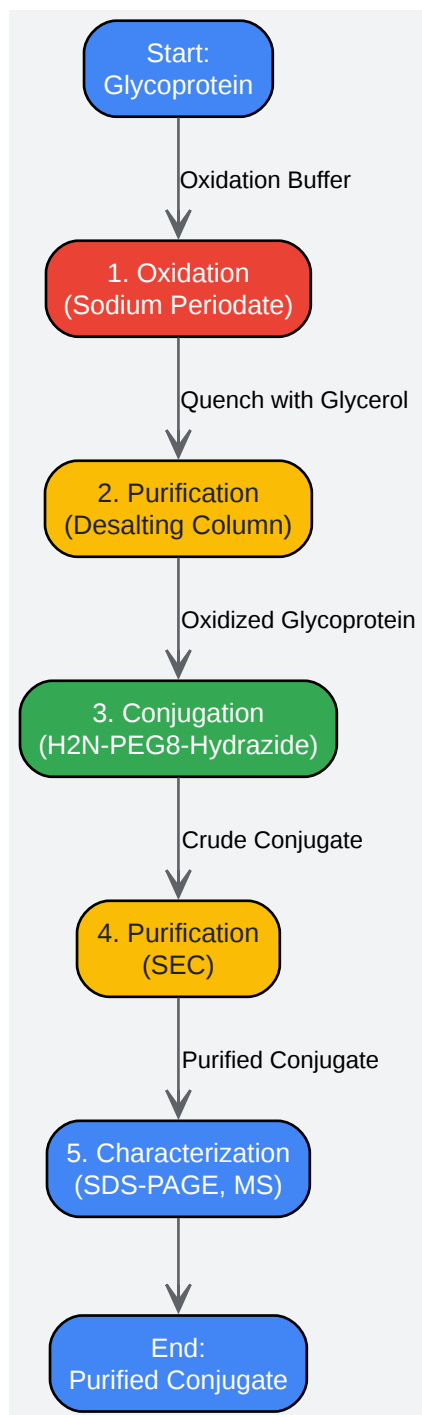 Start:
Glycoprotein
Oxidation Buffer
1. Oxidation
(Sodium Periodate)
Quench with Glycerol
2. Purification
(Desalting Column)
Oxidized Glycoprotein
3. Conjugation
(H2N-PEG8-Hydrazide)
Crude Conjugate
4. Purification
(SEC)
Purified Conjugate
5. Characterization
(SDS-PAGE, MS)
End:
Purified Conjugate